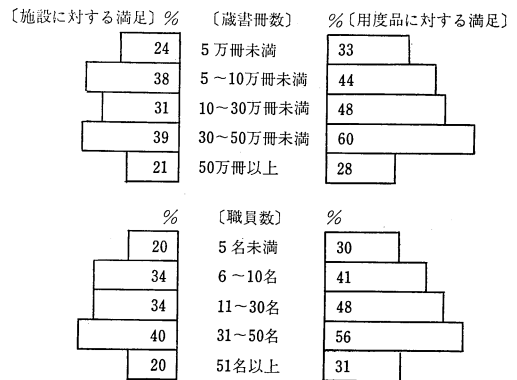 〔施設に対する満足〕% 〔蔵書冊数〕 %〔用度品に対する満足〕
24 5万冊未満 33
38 5~10万冊未満 44
31 10~30万冊未満 48
39 30~50万冊未満 60
21 50万冊以上 28
% 〔職員数〕 %
20 5名未満 30
34 6~10名 41
34 11~30名 48
40 31~50名 56
20 51名以上 31